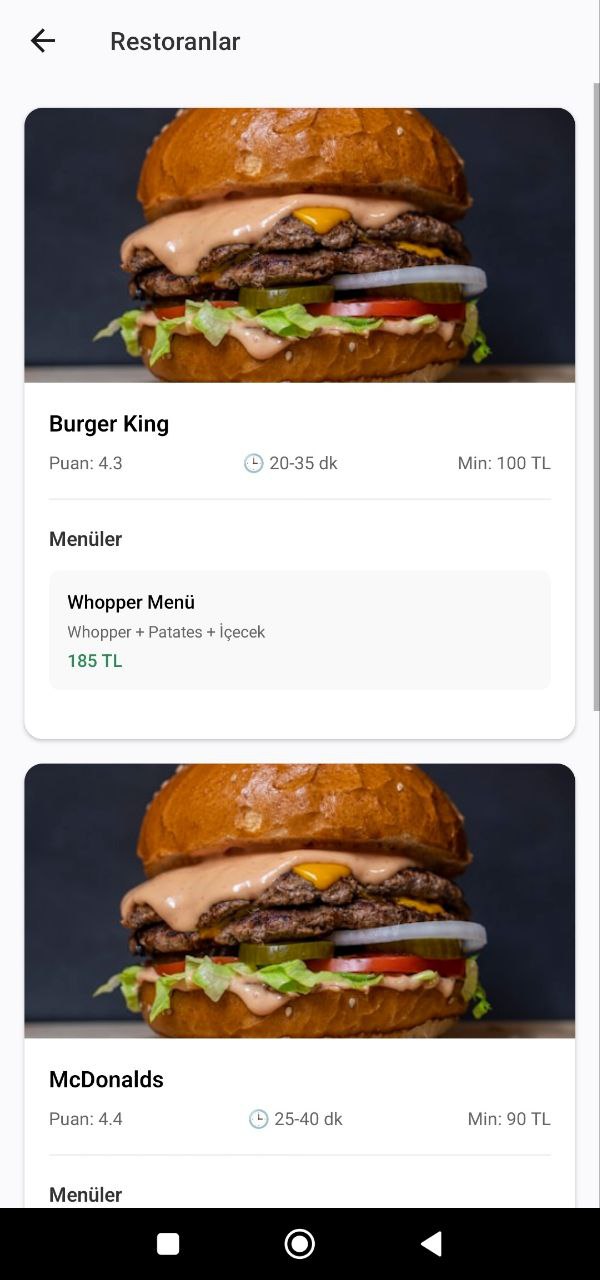 Restoranlar
Burger King
Puan: 4.3 🕒 20-35 dk Min: 100 TL
Menüler
Whopper Menü
Whopper + Patates + İçecek
185 TL
McDonalds
Puan: 4.4 🕒 25-40 dk Min: 90 TL
Menüler